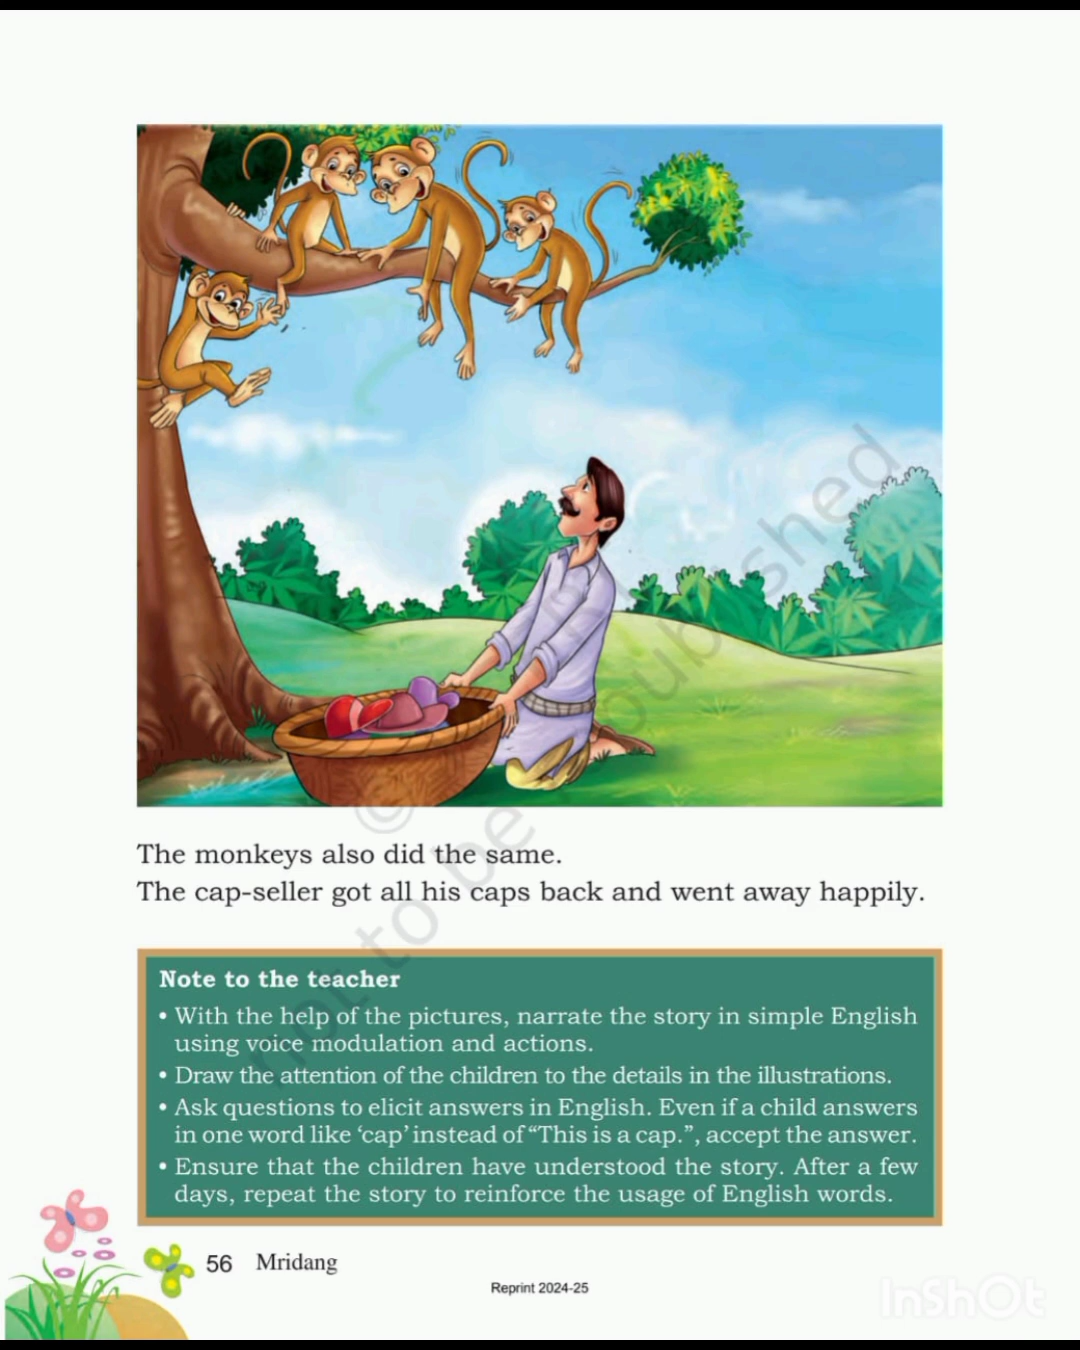 The monkeys also did the same.
The cap-seller got all his caps back and went away happily.
Note to the teacher
• With the help of the pictures, narrate the story in simple English
using voice modulation and actions.
• Draw the attention of the children to the details in the illustrations.
• Ask questions to elicit answers in English. Even if a child answers
in one word like ‘cap’ instead of “This is a cap.”, accept the answer.
• Ensure that the children have understood the story. After a few
days, repeat the story to reinforce the usage of English words.
56 Mridang
Reprint 2024-25
©
not to be published
InShOt